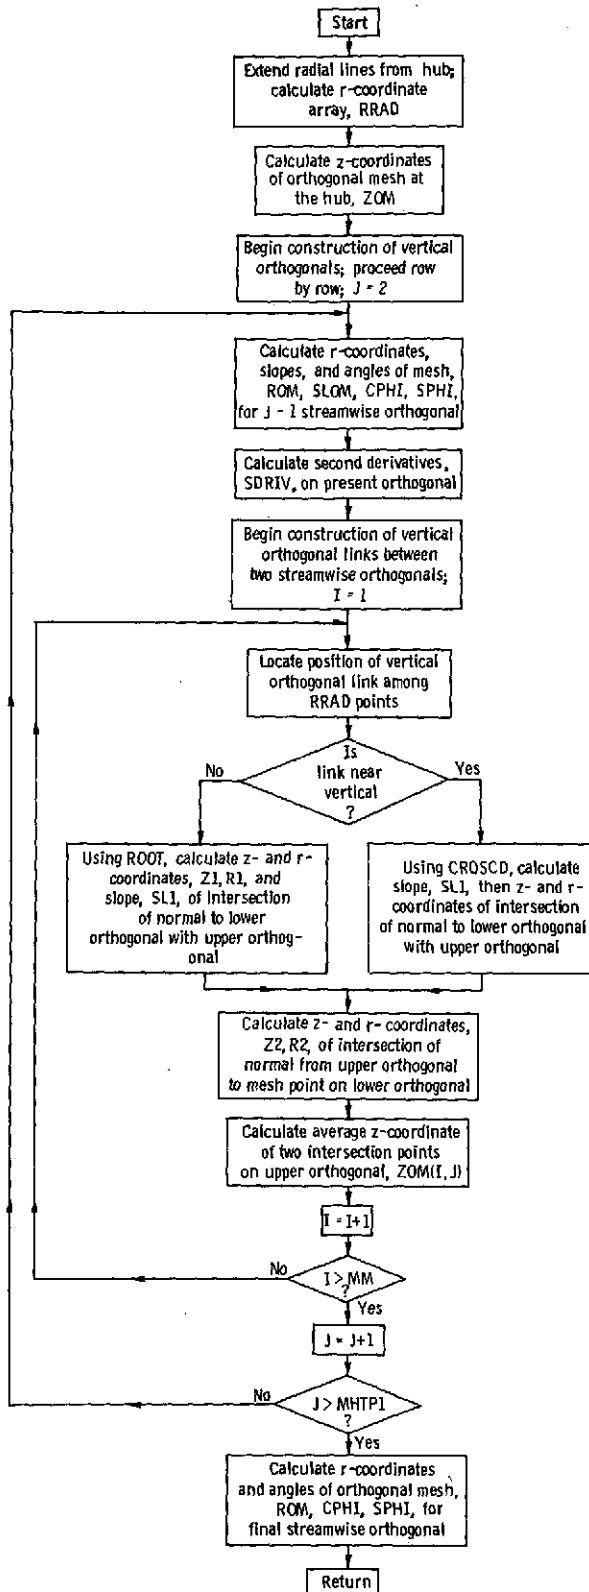 Start
Extend radial lines from hub;
calculate r-coordinate
array, RRAD
Calculate z-coordinates
of orthogonal mesh at
the hub, ZOM
Begin construction of vertical
orthogonals; proceed row
by row; J = 2
Calculate r-coordinates,
slopes, and angles of mesh,
ROM, SLOM, CPHI, SPHI,
for J - 1 streamwise orthogonal
Calculate second derivatives,
SDRIV, on present orthogonal
Begin construction of vertical
orthogonal links between
two streamwise orthogonals;
I = 1
Locate position of vertical
orthogonal link among
RRAD points
Is
link near
vertical
?
No
Yes
Using ROOT, calculate z- and r-
coordinates, Z1, R1, and
slope, SL1, of intersection
of normal to lower
orthogonal with upper orthog-
onal
Using CROSCD, calculate
slope, SL1, then z- and r-
coordinates of intersection
of normal to lower orthogonal
with upper orthogonal
Calculate z- and r- coordinates,
Z2, R2, of intersection of
normal from upper orthogonal
to mesh point on lower orthogonal
Calculate average z-coordinate
of two intersection points
on upper orthogonal, ZOM(I, J)
I = I+1
No
I > MM
?
Yes
J = J+1
No
J > MHTP1
?
Yes
Calculate r-coordinates
and angles of orthogonal mesh,
ROM, CPHI, SPHI, for
final streamwise orthogonal
Return